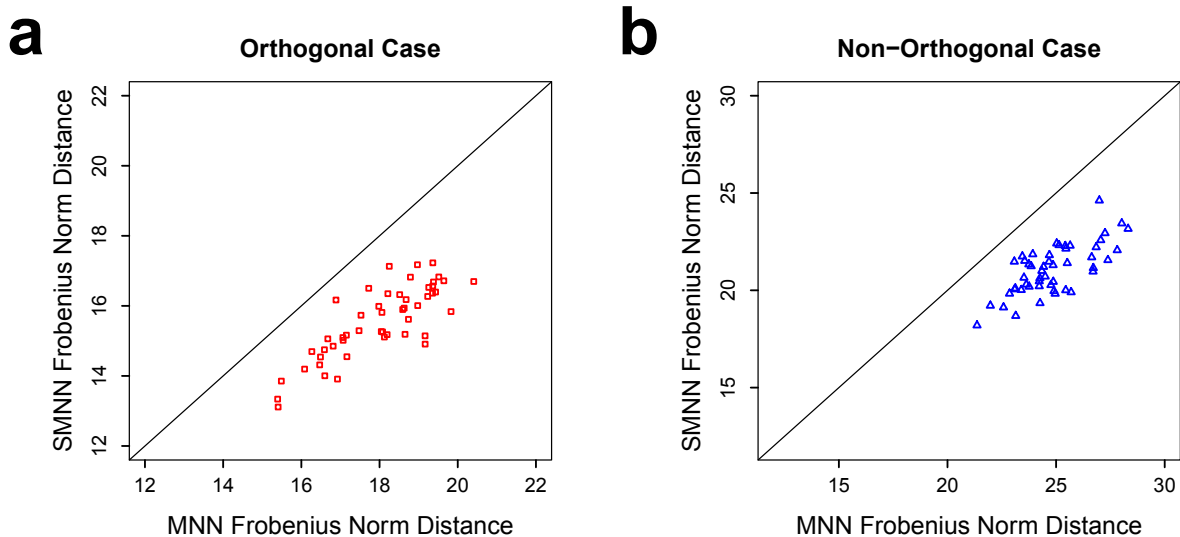 a
Orthogonal Case
SMNN Frobenius Norm Distance
22
20
18
16
14
12
12 14 16 18 20 22
MNN Frobenius Norm Distance
b
Non−Orthogonal Case
SMNN Frobenius Norm Distance
30
25
20
15
15 20 25 30
MNN Frobenius Norm Distance